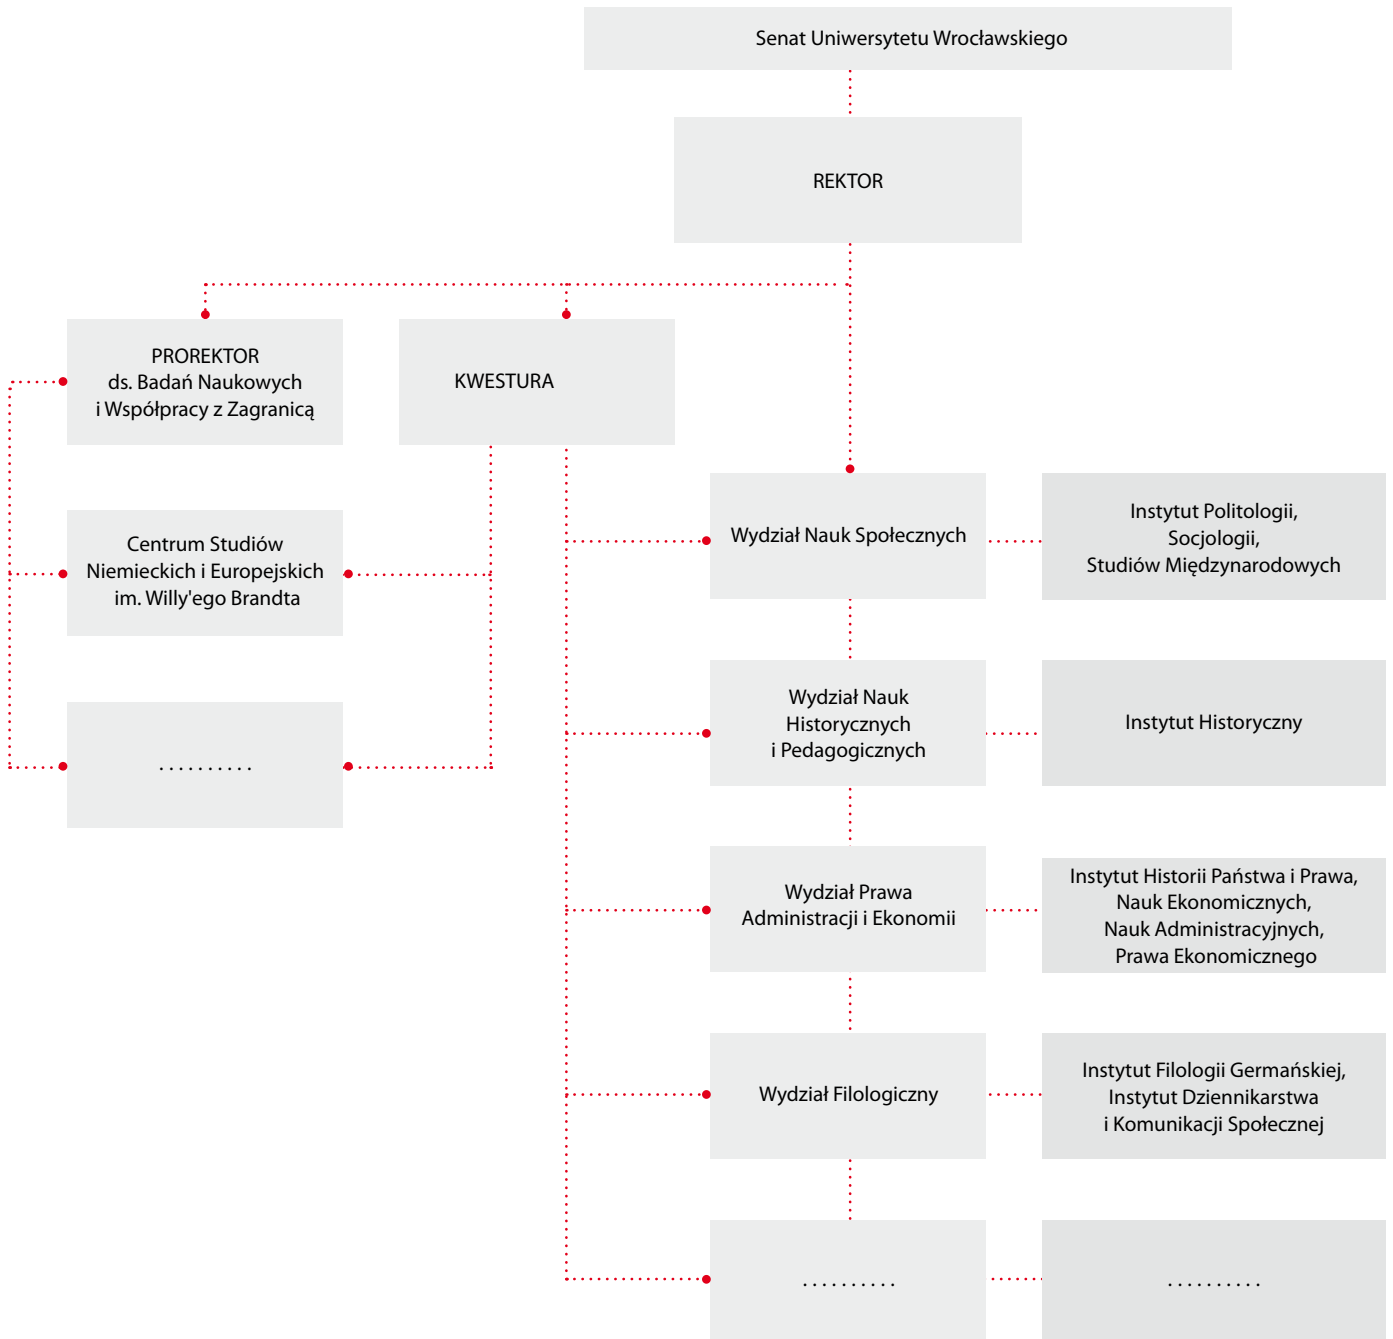 Senat Uniwersytetu Wrocławskiego
REKTOR
PROREKTOR
ds. Badań Naukowych
i Współpracy z Zagranicą
KWESTURA
Centrum Studiów
Niemieckich i Europejskich
im. Willy'ego Brandta
. . . . . . . . . .
Wydział Nauk Społecznych
Instytut Politologii,
Socjologii,
Studiów Międzynarodowych
Wydział Nauk
Historycznych
i Pedagogicznych
Instytut Historyczny
Wydział Prawa
Administracji i Ekonomii
Instytut Historii Państwa i Prawa,
Nauk Ekonomicznych,
Nauk Administracyjnych,
Prawa Ekonomicznego
Wydział Filologiczny
Instytut Filologii Germańskiej,
Instytut Dziennikarstwa
i Komunikacji Społecznej
. . . . . . . . . .
. . . . . . . . . .